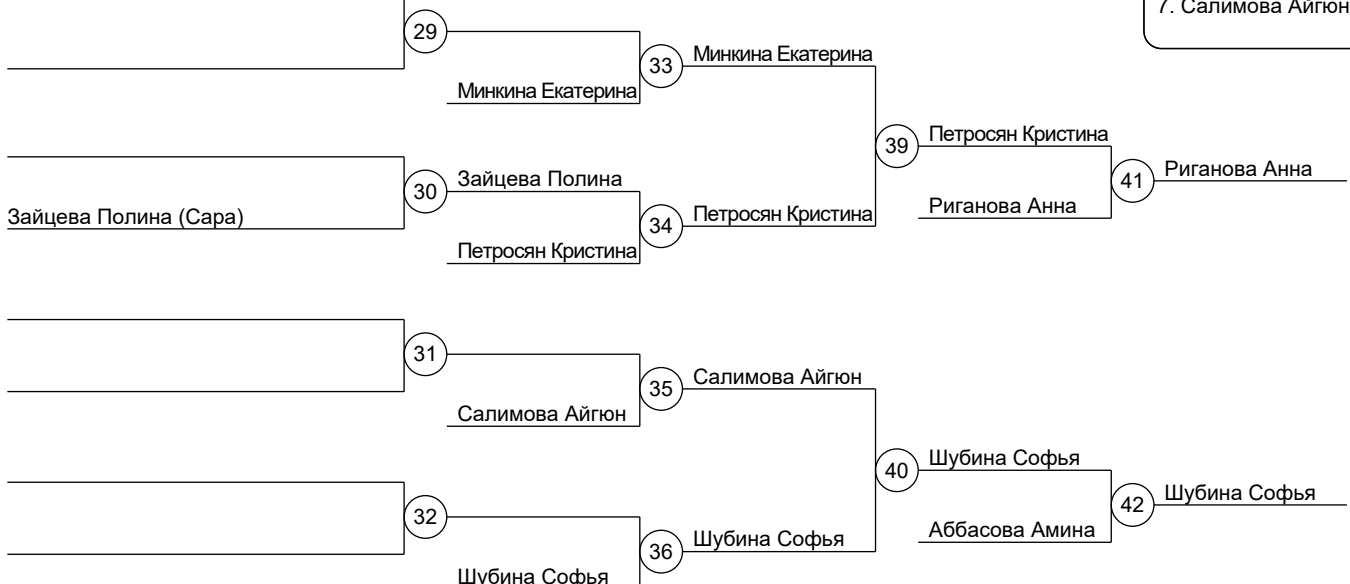 7. Салимова Айгюн
29
33
Минкина Екатерина
Минкина Екатерина
39
Петросян Кристина
41
Риганова Анна
30
Зайцева Полина
Зайцева Полина (Сара)
34
Петросян Кристина
Риганова Анна
Петросян Кристина
31
35
Салимова Айгюн
Салимова Айгюн
40
Шубина Софья
42
Шубина Софья
32
36
Шубина Софья
Аббасова Амина
Шубина Софья